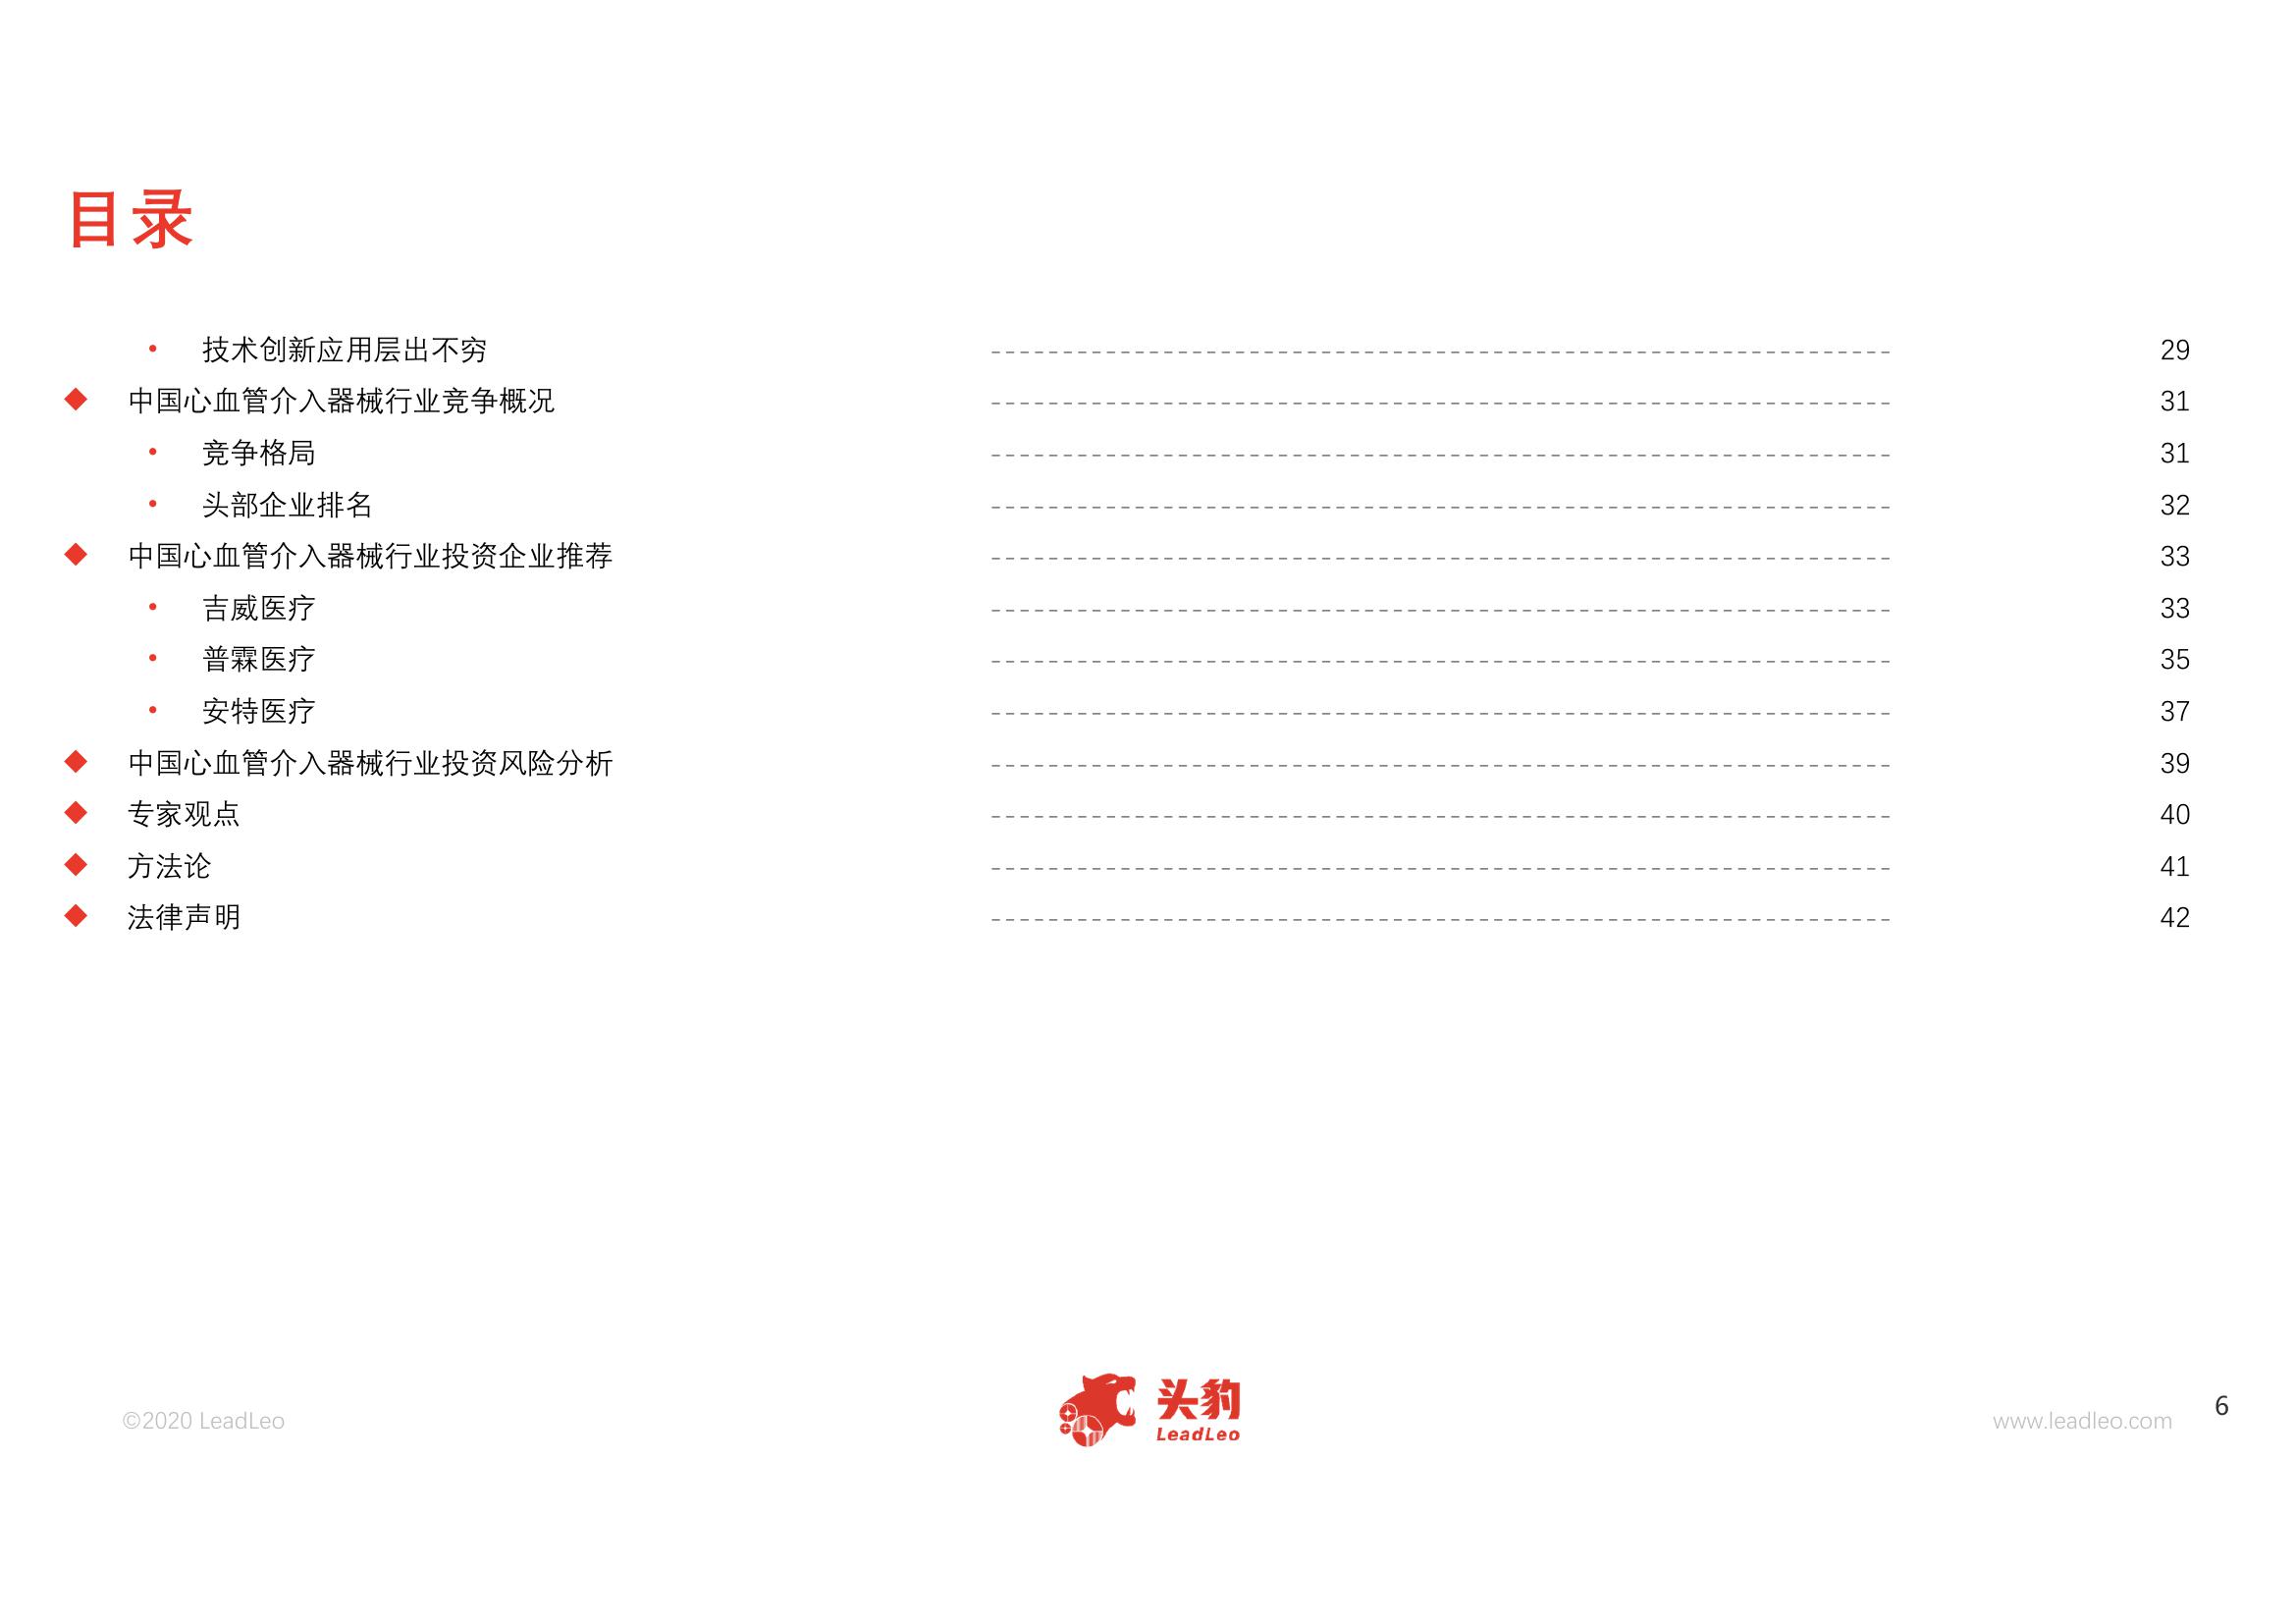 目录
• 技术创新应用层出不穷 29
◆ 中国心血管介入器械行业竞争概况 31
• 竞争格局 31
• 头部企业排名 32
◆ 中国心血管介入器械行业投资企业推荐 33
• 吉威医疗 33
• 普霖医疗 35
• 安特医疗 37
◆ 中国心血管介入器械行业投资风险分析 39
◆ 专家观点 40
◆ 方法论 41
◆ 法律声明 42
©2020 LeadLeo
头豹
LeadLeo
www.leadleo.com
6